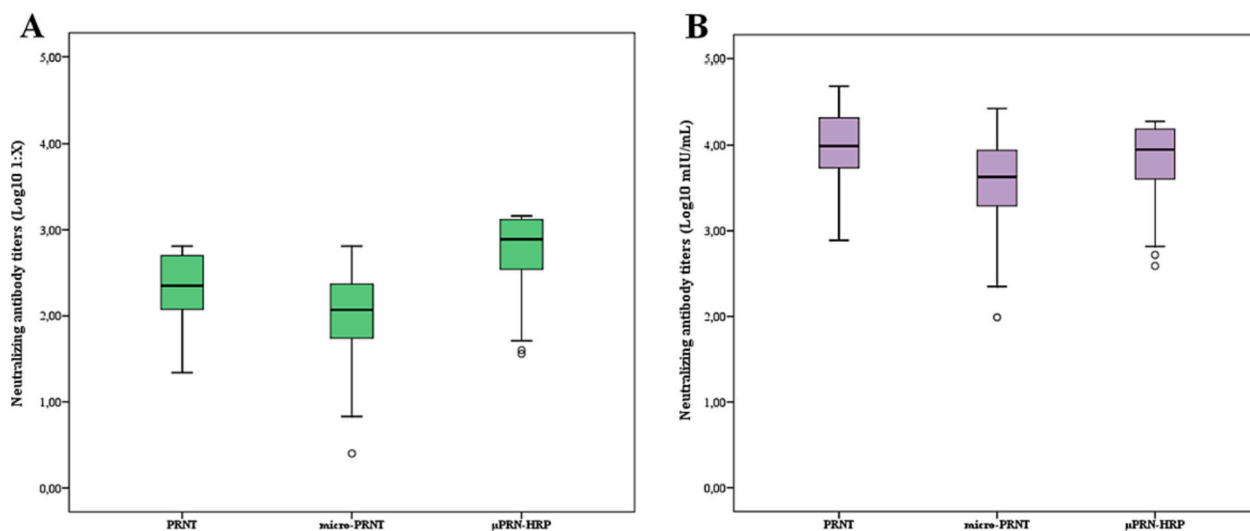 A
Neutralizing antibody titers (Log10 1:X)
5,00
4,00
3,00
2,00
1,00
0,00
PRNT micro-PRNT µPRN-HRP
B
Neutralizing antibody titers (Log10 mIU/mL)
5,00
4,00
3,00
2,00
1,00
0,00
PRNT micro-PRNT µPRN-HRP